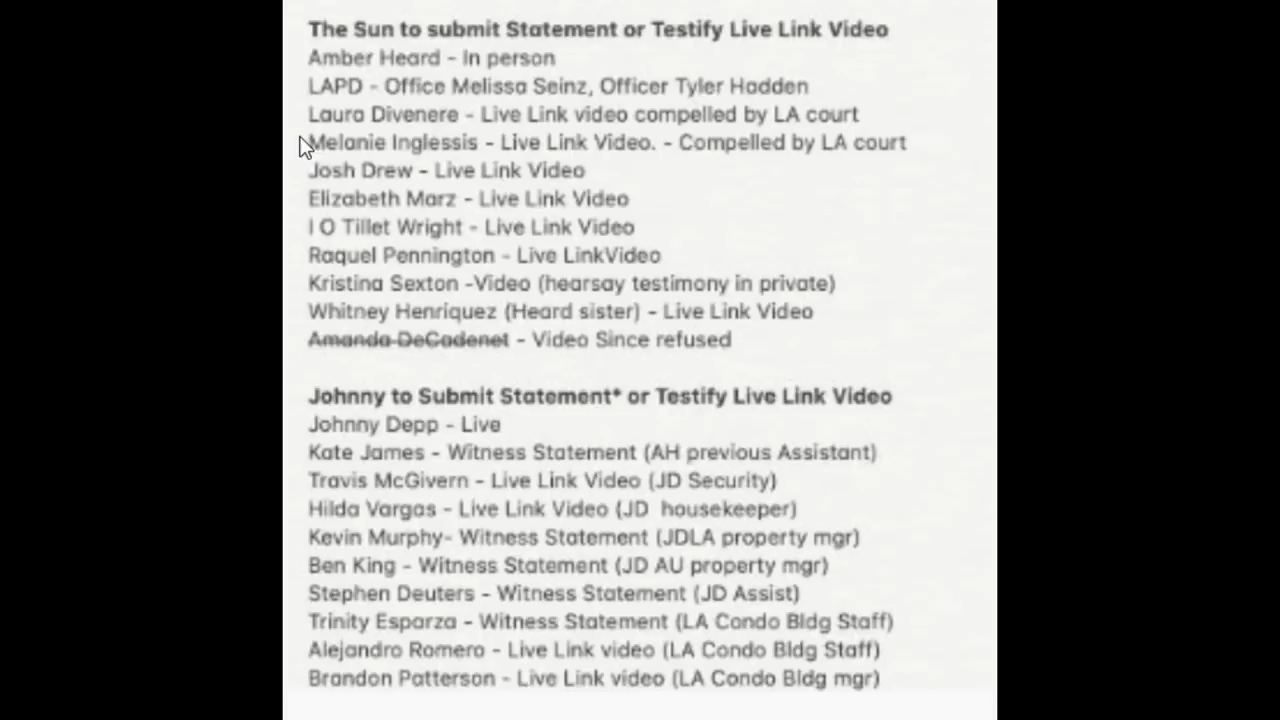 The Sun to submit Statement or Testify Live Link Video
Amber Heard - In person
LAPD - Office Melissa Seinz, Officer Tyler Hadden
Laura Divenere - Live Link video compelled by LA court
Melanie Inglessis - Live Link Video. - Compelled by LA court
Josh Drew - Live Link Video
Elizabeth Marz - Live Link Video
I O Tillet Wright - Live Link Video
Raquel Pennington - Live LinkVideo
Kristina Sexton -Video (hearsay testimony in private)
Whitney Henriquez (Heard sister) - Live Link Video
Amanda DeCadenet - Video Since refused
Johnny to Submit Statement* or Testify Live Link Video
Johnny Depp - Live
Kate James - Witness Statement (AH previous Assistant)
Travis McGivern - Live Link Video (JD Security)
Hilda Vargas - Live Link Video (JD housekeeper)
Kevin Murphy- Witness Statement (JDLA property mgr)
Ben King - Witness Statement (JD AU property mgr)
Stephen Deuters - Witness Statement (JD Assist)
Trinity Esparza - Witness Statement (LA Condo Bldg Staff)
Alejandro Romero - Live Link video (LA Condo Bldg Staff)
Brandon Patterson - Live Link video (LA Condo Bldg mgr)